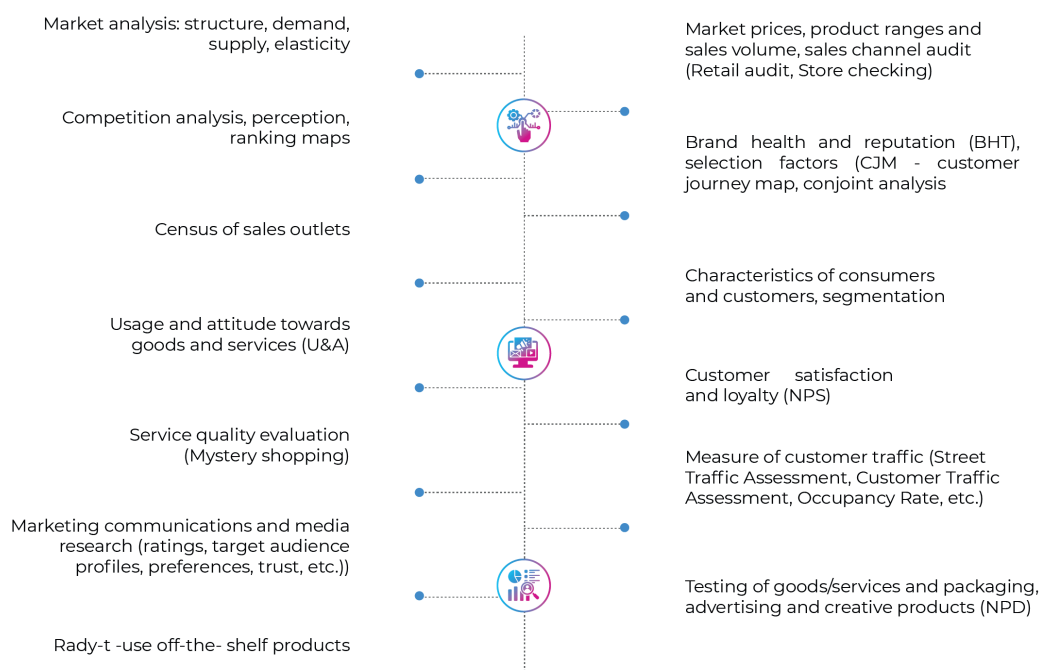 Market analysis: structure, demand,
supply, elasticity
Market prices, product ranges and
sales volume, sales channel audit
(Retail audit, Store checking)
Competition analysis, perception,
ranking maps
Brand health and reputation (BHT),
selection factors (CJM - customer
journey map, conjoint analysis
Census of sales outlets
Characteristics of consumers
and customers, segmentation
Usage and attitude towards
goods and services (U&A)
Customer satisfaction
and loyalty (NPS)
Service quality evaluation
(Mystery shopping)
Measure of customer traffic (Street
Traffic Assessment, Customer Traffic
Assessment, Occupancy Rate, etc.)
Marketing communications and media
research (ratings, target audience
profiles, preferences, trust, etc.))
Testing of goods/services and packaging,
advertising and creative products (NPD)
Rady-t -use off-the- shelf products